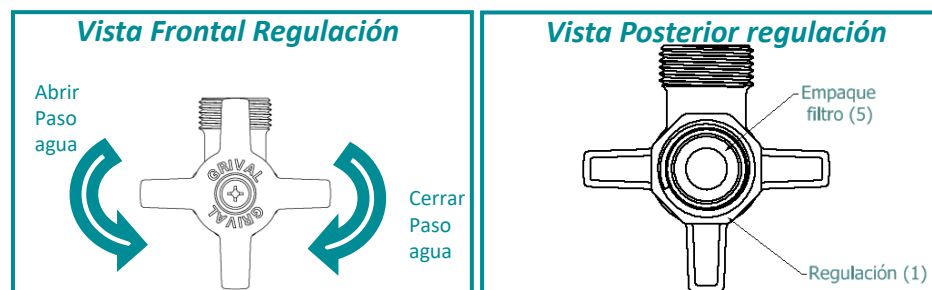 Vista Frontal Regulación
Abrir
Paso
agua
GRIVAL
GRIVAL
Cerrar
Paso
agua
Vista Posterior regulación
Empaque
filtro (5)
Regulación (1)